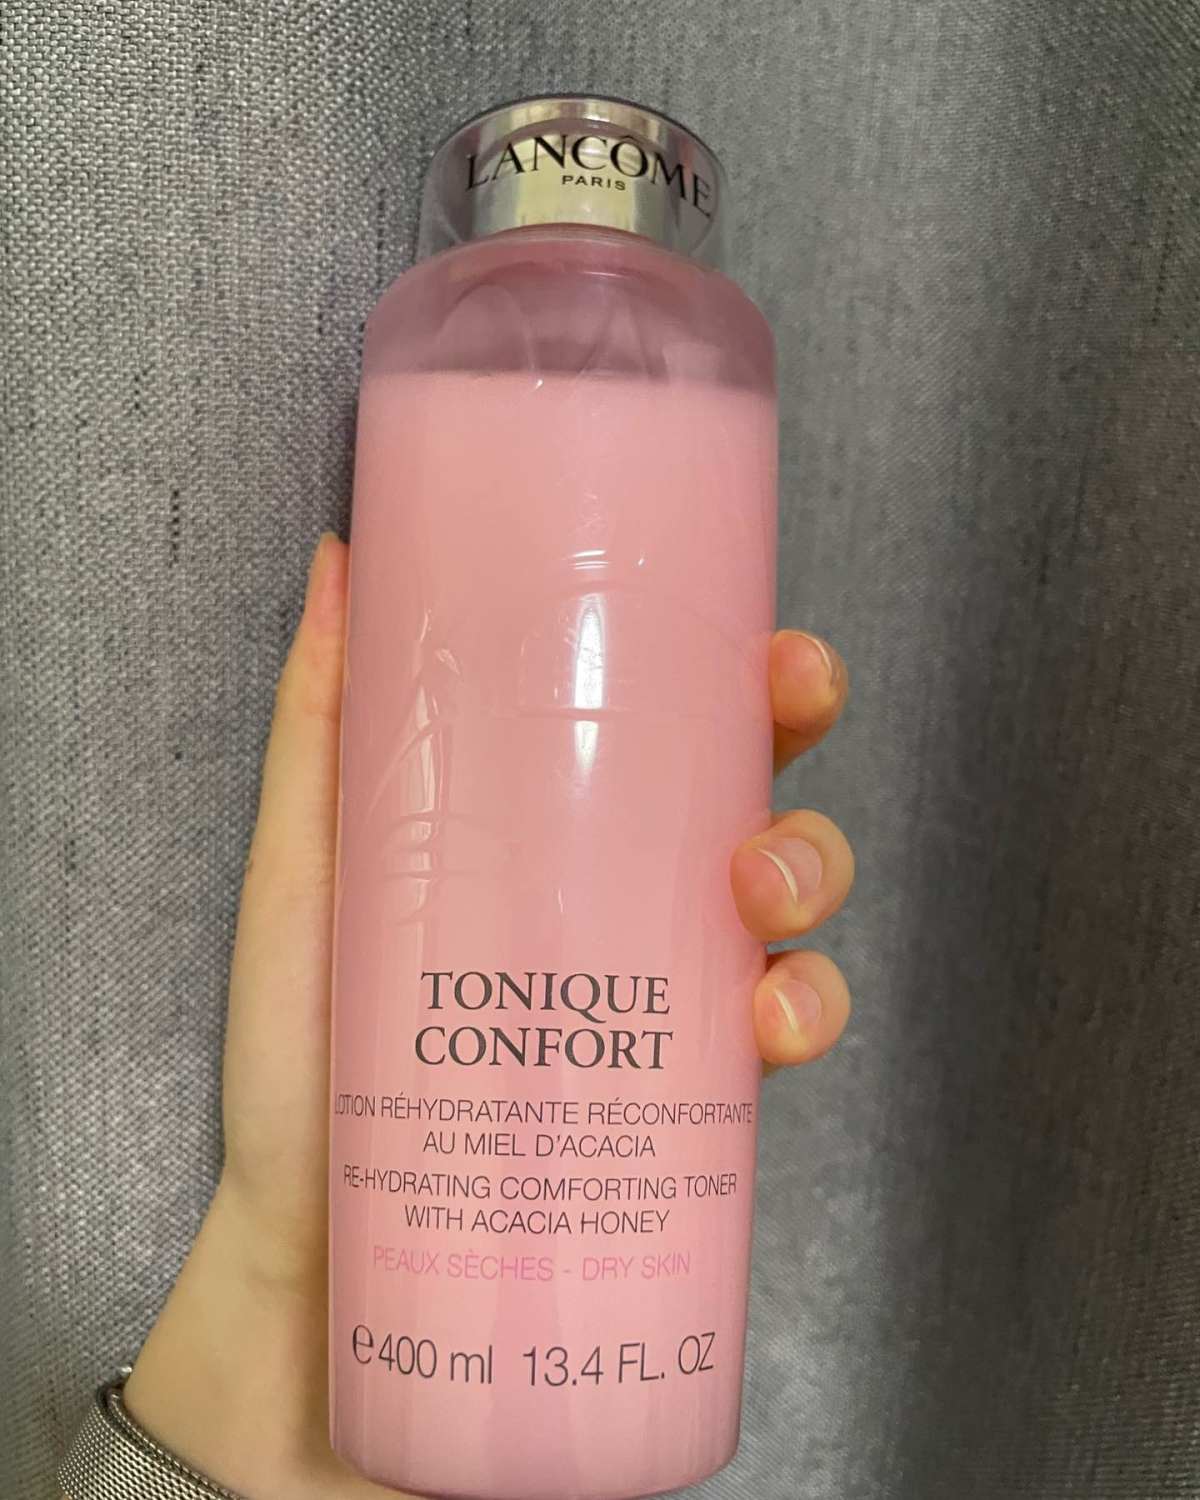 LANCÔME
PARIS
TONIQUE
CONFORT
LOTION RÉHYDRATANTE RÉCONFORTANTE
AU MIEL D'ACACIA
RE-HYDRATING COMFORTING TONER
WITH ACACIA HONEY
PEAUX SÈCHES - DRY SKIN
℮400 ml 13.4 FL. OZ